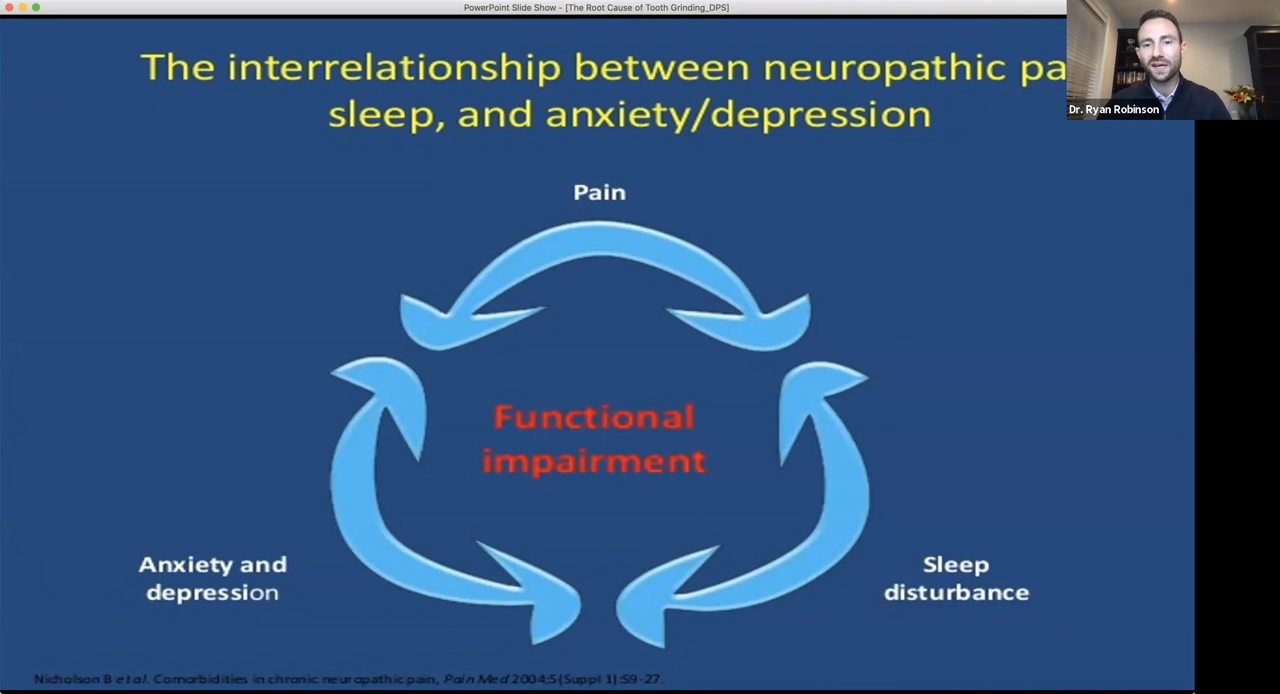 PowerPoint Slide Show - [The Root Cause of Tooth Grinding_DPS]
The interrelationship between neuropathic pa
sleep, and anxiety/depression
Dr. Ryan Robinson
Pain
Functional
impairment
Anxiety and
depression
Sleep
disturbance
Nicholson B et al. Comorbidities in chronic neuropathic pain, Pain Med 2004;5(Suppl 1):S9-27.